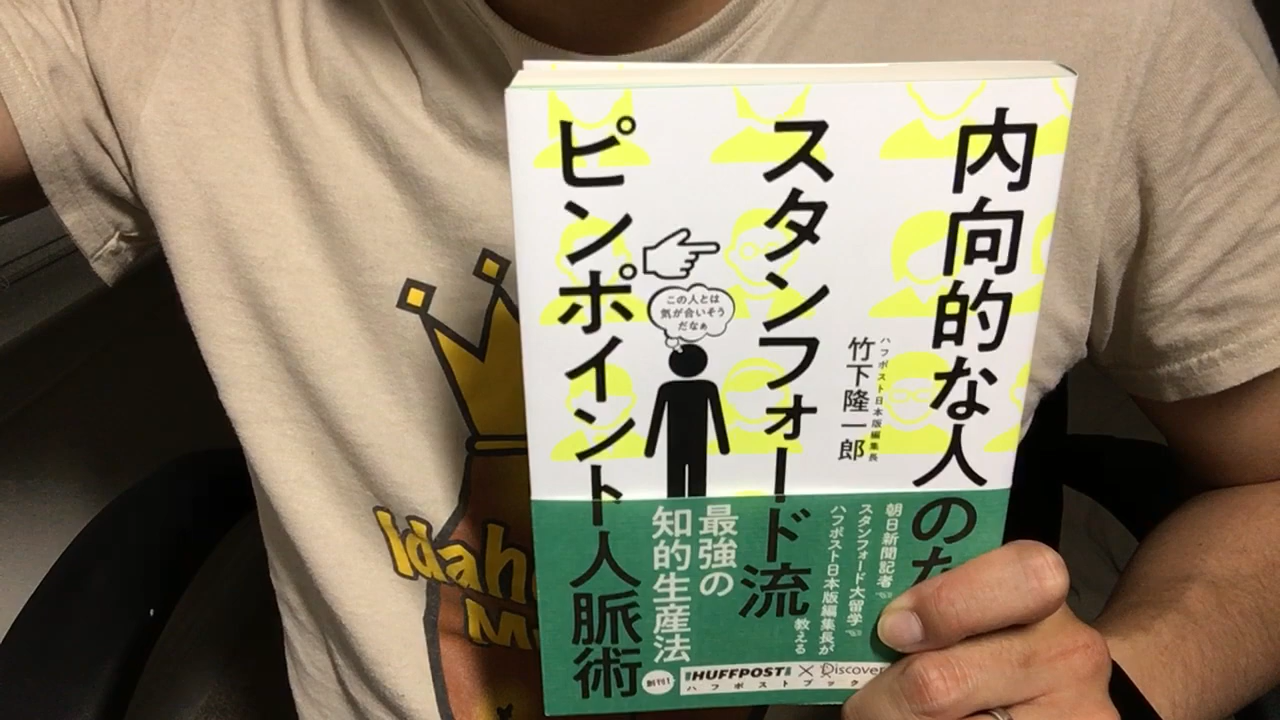 内向的な人のた
スタンフォード流
ピンポイント人脈術
ハフポスト日本版編集長
竹下隆一郎
この人とは
気が合いそう
だなぁ
朝日新聞記者☜
スタンフォード大留学☜
ハフポスト日本版編集長が
教える
最強の
知的生産法
創刊!
HUFFPOST × Discover
ハフポストブック
Idaho